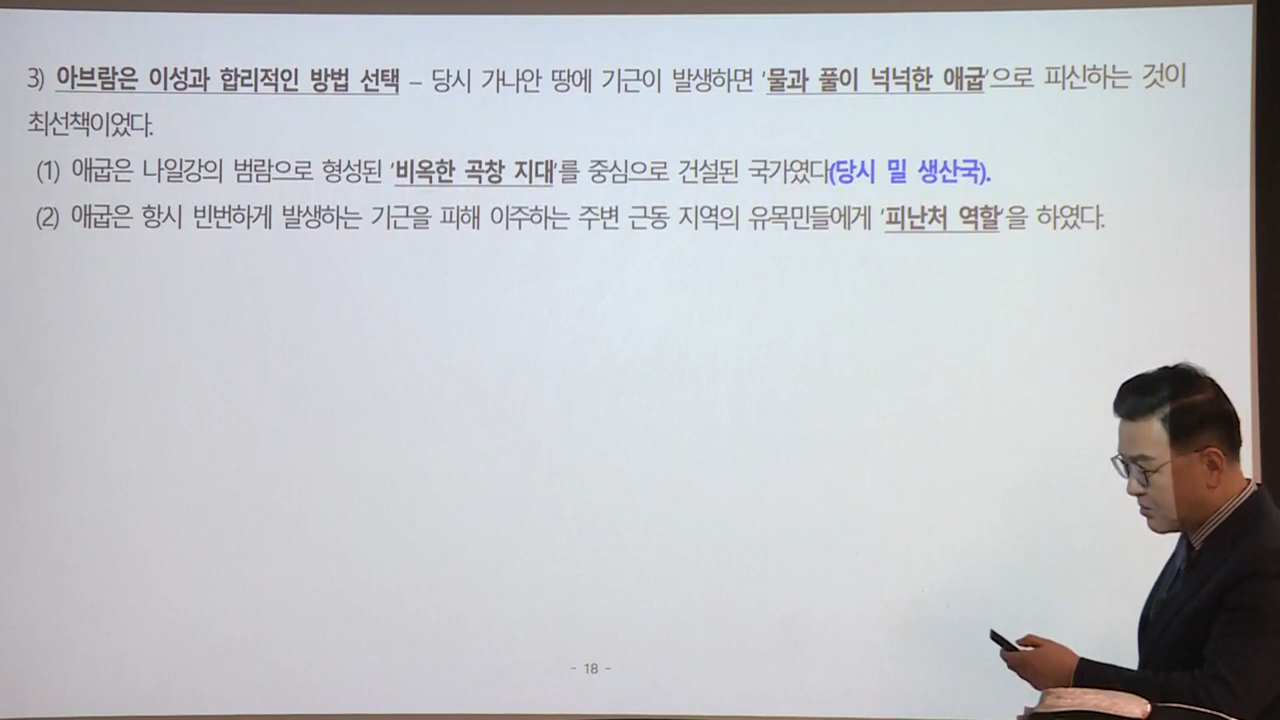 3) 아브람은 이성과 합리적인 방법 선택 – 당시 가나안 땅에 기근이 발생하면 '물과 풀이 넉넉한 애굽'으로 피신하는 것이
최선책이었다.
(1) 애굽은 나일강의 범람으로 형성된 '비옥한 곡창 지대'를 중심으로 건설된 국가였다(당시 밀 생산국).
(2) 애굽은 항시 빈번하게 발생하는 기근을 피해 이주하는 주변 근동 지역의 유목민들에게 '피난처 역할'을 하였다.
- 18 -